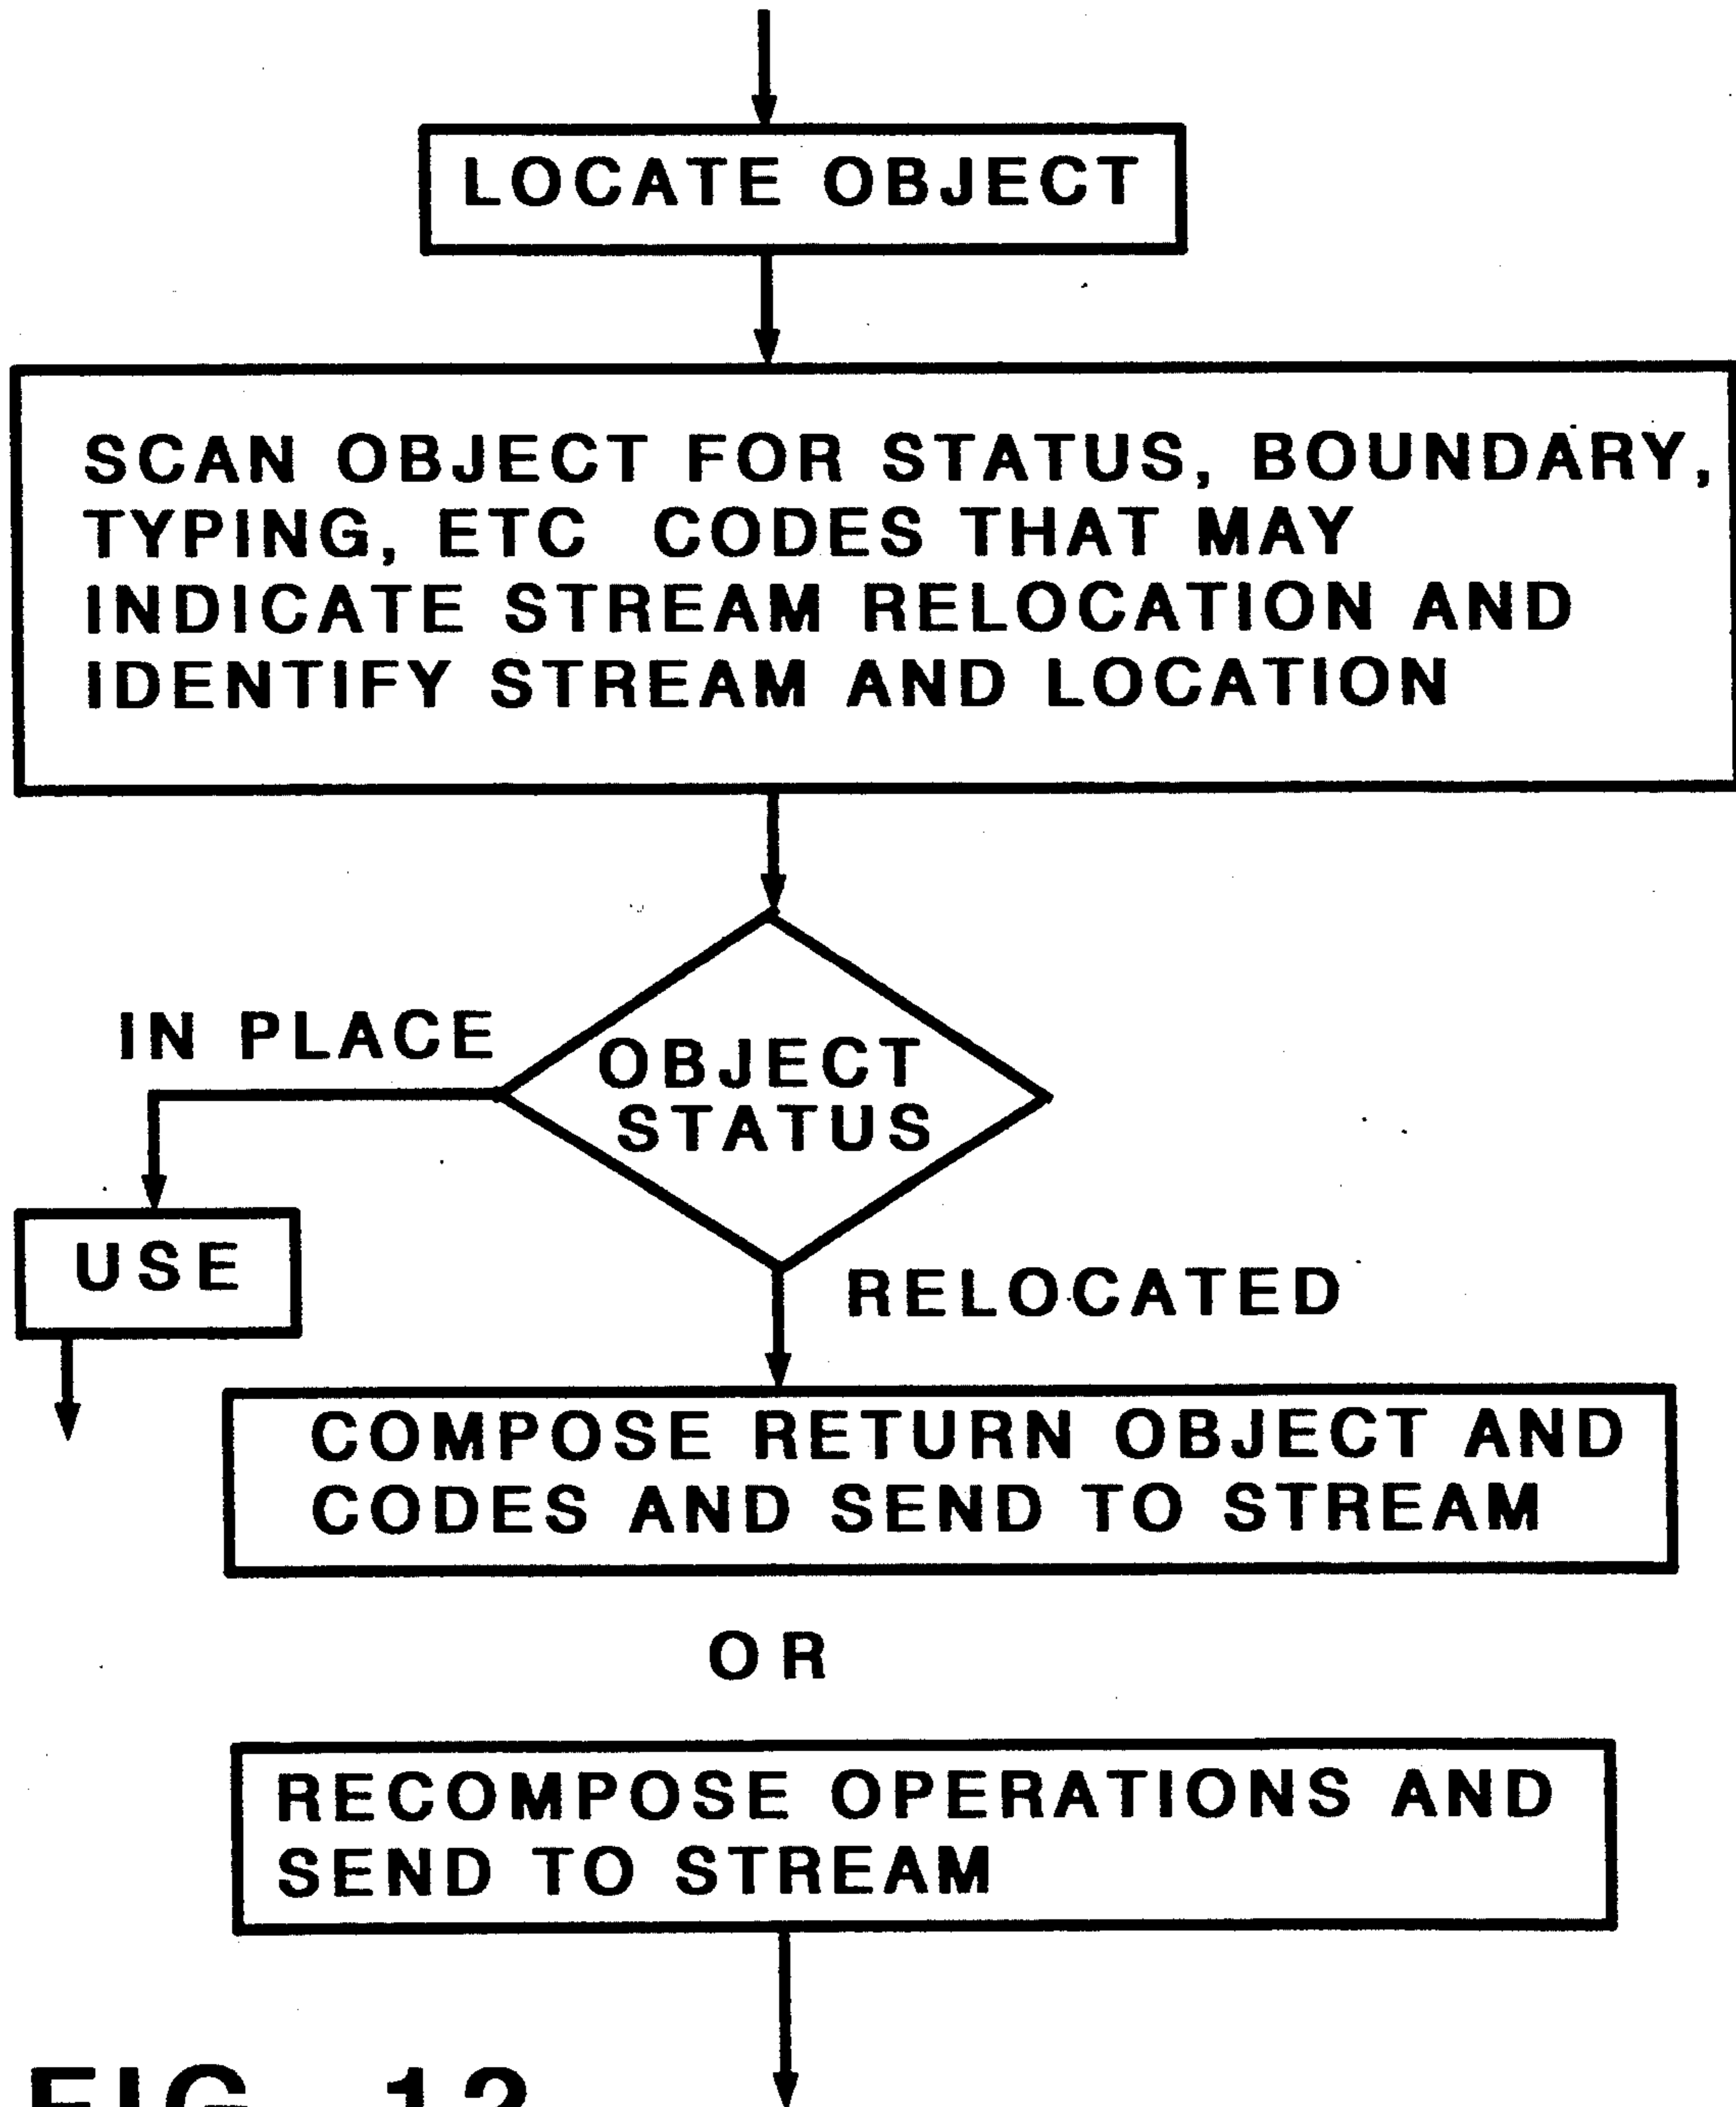 LOCATE OBJECT
SCAN OBJECT FOR STATUS, BOUNDARY,
TYPING, ETC CODES THAT MAY
INDICATE STREAM RELOCATION AND
IDENTIFY STREAM AND LOCATION
OBJECT
STATUS
IN PLACE
USE
RELOCATED
COMPOSE RETURN OBJECT AND
CODES AND SEND TO STREAM
OR
RECOMPOSE OPERATIONS AND
SEND TO STREAM
FIG